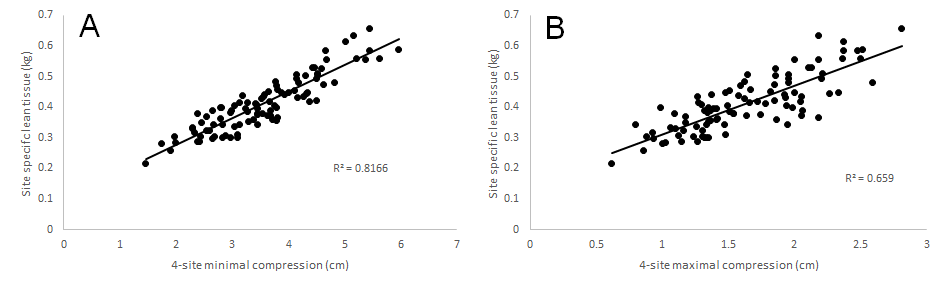 A
Site specific lean tissue (kg)
0.7
0.6
0.5
0.4
0.3
0.2
0.1
0
R² = 0.8166
0 1 2 3 4 5 6 7
4-site minimal compression (cm)
B
Site specific lean tissue (kg)
0.7
0.6
0.5
0.4
0.3
0.2
0.1
0
R² = 0.659
0 0.5 1 1.5 2 2.5 3
4-site maximal compression (cm)